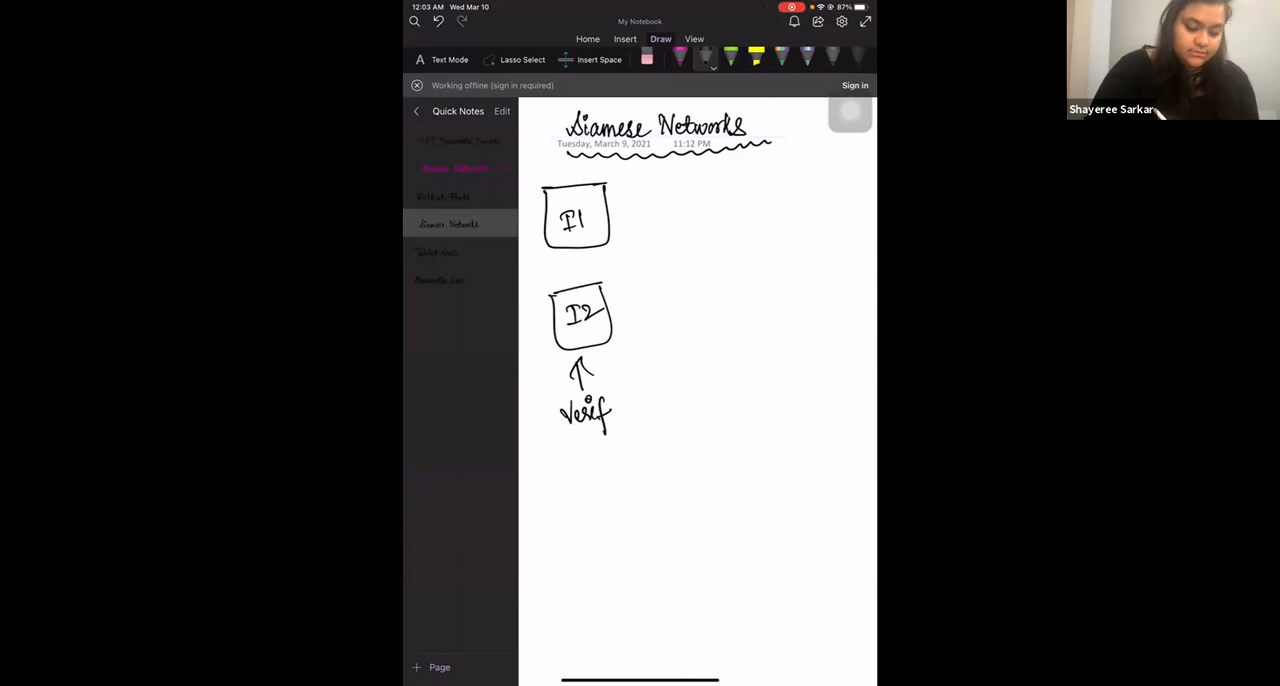 12:03 AM Wed Mar 10
87%
My Notebook
Home Insert Draw View
Text Mode Lasso Select Insert Space
Working offline (sign in required) Sign in
Quick Notes Edit
Siamese Networks
Tuesday, March 9, 2021 11:12 PM
Siamese Networks
I1
I2
Verif
Page
Shayeree Sarkar